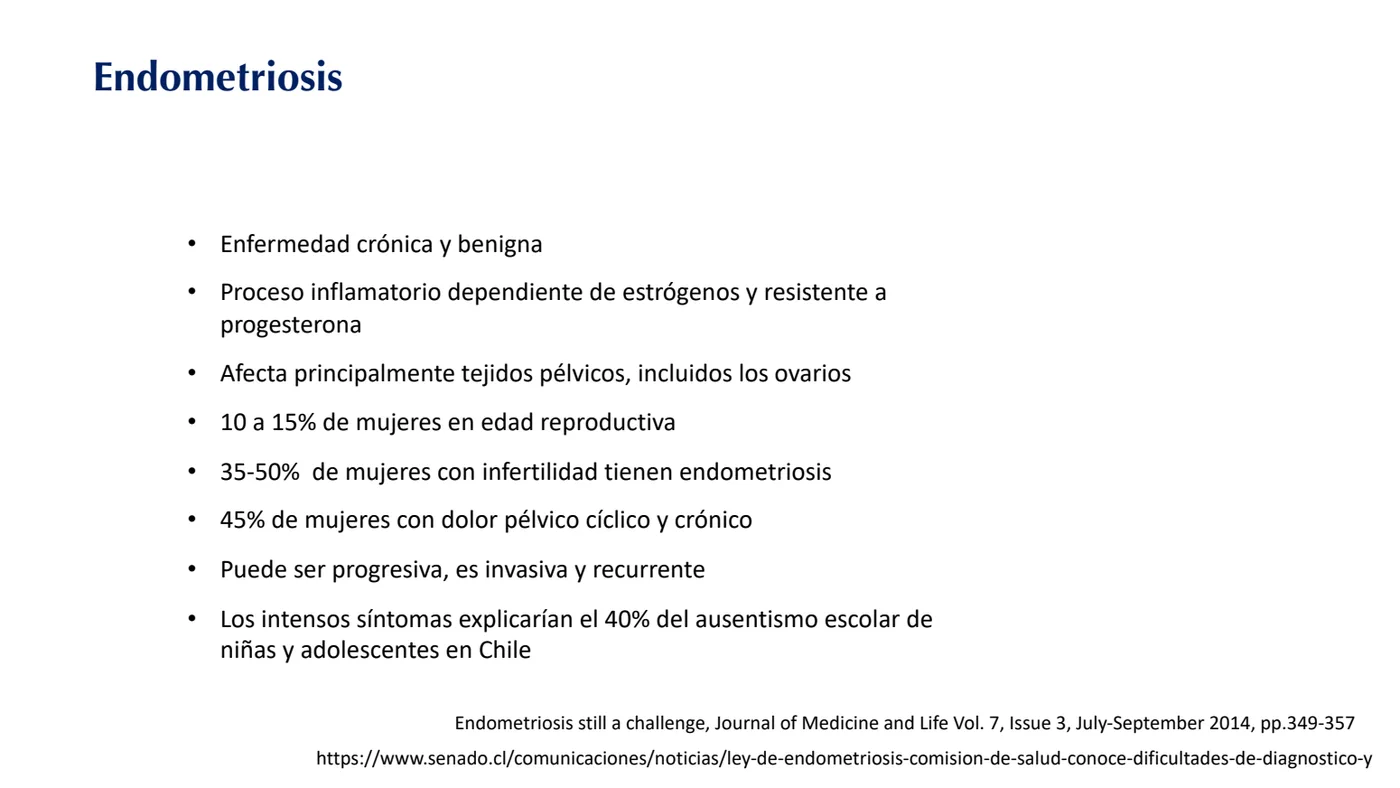 Endometriosis
• Enfermedad crónica y benigna
• Proceso inflamatorio dependiente de estrógenos y resistente a
progesterona
• Afecta principalmente tejidos pélvicos, incluidos los ovarios
• 10 a 15% de mujeres en edad reproductiva
• 35-50%  de mujeres con infertilidad tienen endometriosis
• 45% de mujeres con dolor pélvico cíclico y crónico
• Puede ser progresiva, es invasiva y recurrente
• Los intensos síntomas explicarían el 40% del ausentismo escolar de
niñas y adolescentes en Chile
Endometriosis still a challenge, Journal of Medicine and Life Vol. 7, Issue 3, July-September 2014, pp.349-357
https://www.senado.cl/comunicaciones/noticias/ley-de-endometriosis-comision-de-salud-conoce-dificultades-de-diagnostico-y